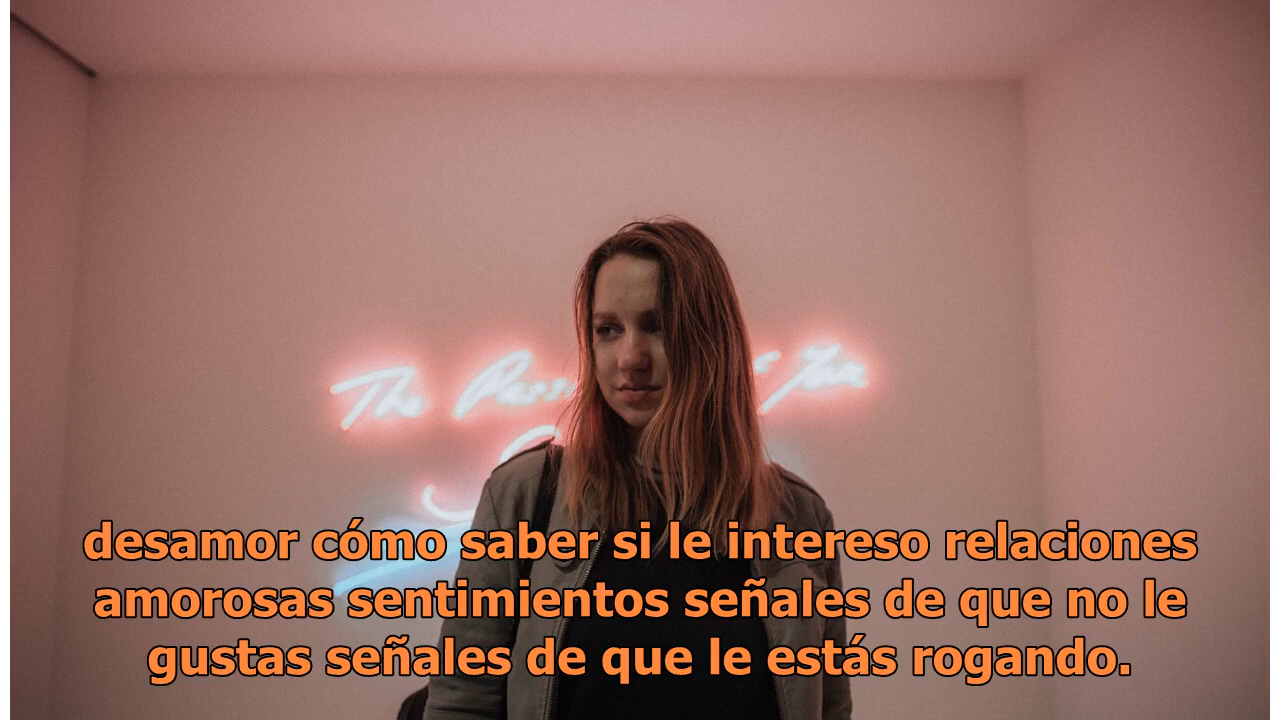 The
desamor cómo saber si le intereso relaciones
amorosas sentimientos señales de que no le
gustas señales de que le estás rogando.